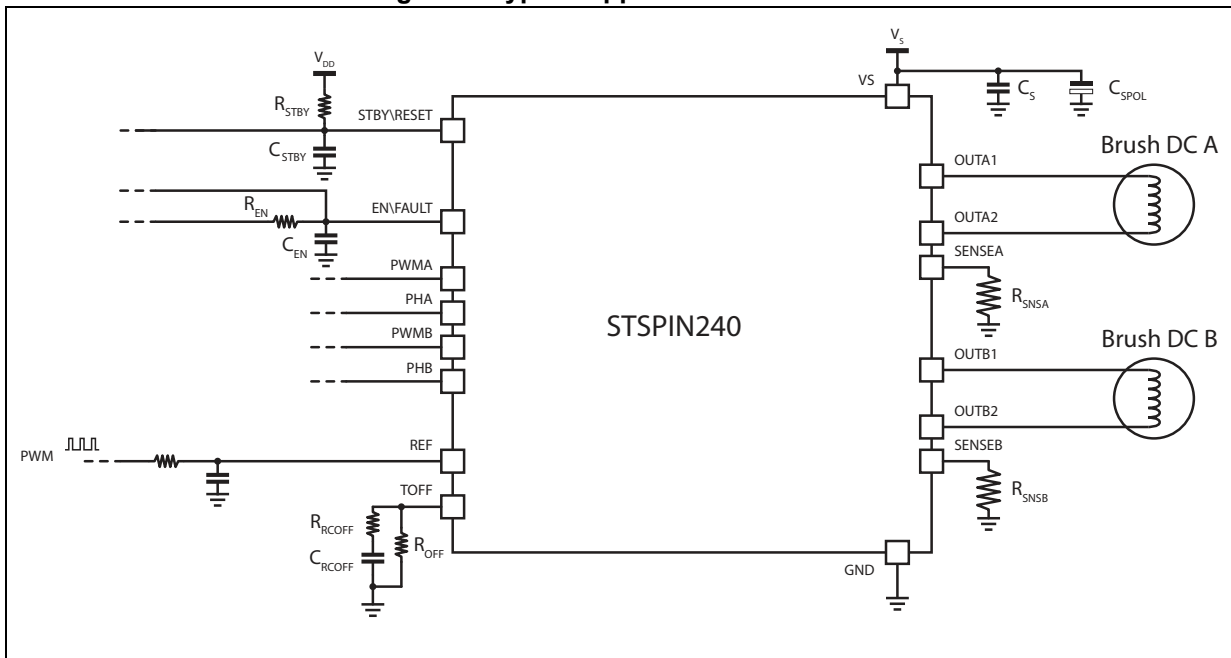 V_DD
R_STBY
STBY\RESET
C_STBY
R_EN
EN\FAULT
C_EN
PWMA
PHA
PWMB
PHB
PWM
REF
TOFF
R_RCOFF
C_RCOFF
R_OFF
STSPIN240
V_S
VS
C_S
C_SPOL
Brush DC A
OUTA1
OUTA2
SENSEA
R_SNSA
Brush DC B
OUTB1
OUTB2
SENSEB
R_SNSB
GND